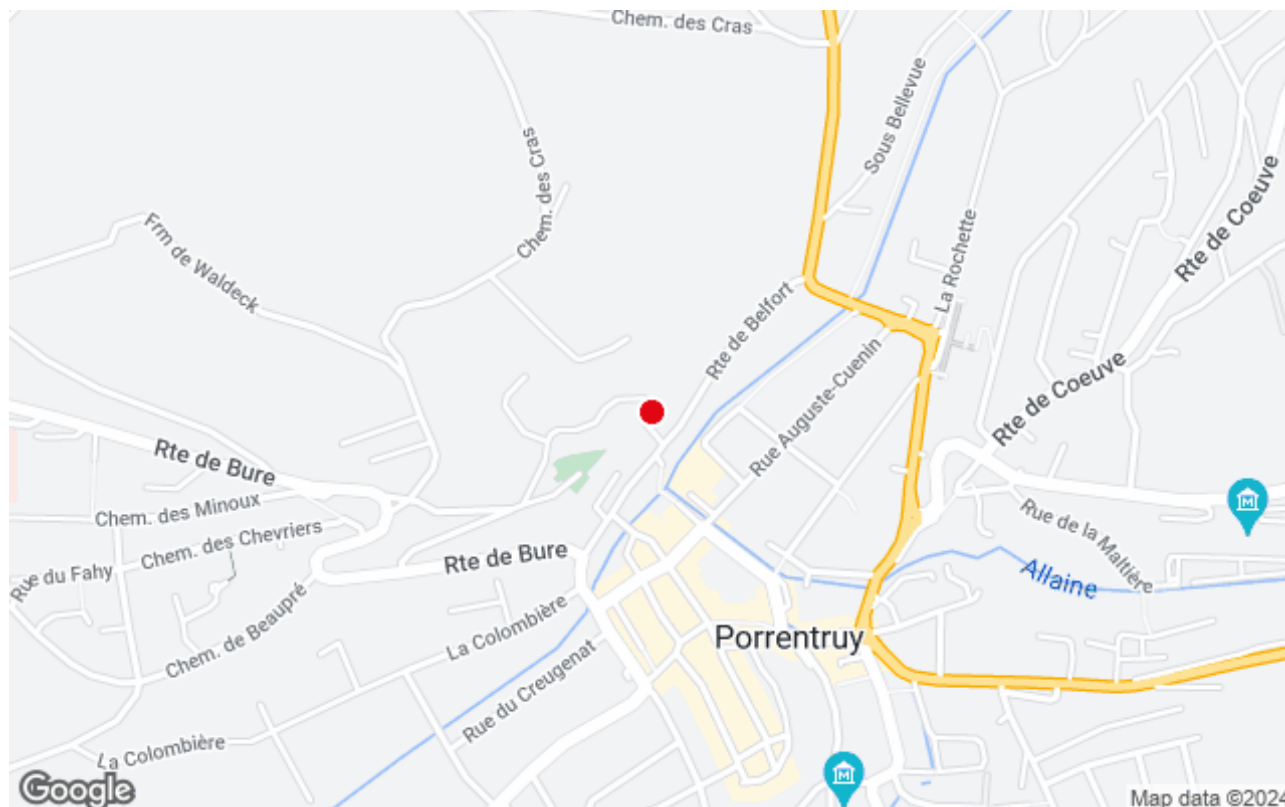 Chem. des Cras
Sous Bellevue
Chem. des Cras
Rte de Coeuve
Frm de Waldeck
La Rochette
Rte de Belfort
Rue Auguste-Cuenin
Rte de Coeuve
Rte de Bure
Chem. des Minoux
Rue de la Maltière
Chem. des Chevriers
Rte de Bure
Rue du Fahy
Allaine
Chem. de Beaupré
La Colombière
Porrentruy
Rue du Creugenat
La Colombière
M
M
Google
Map data ©2024